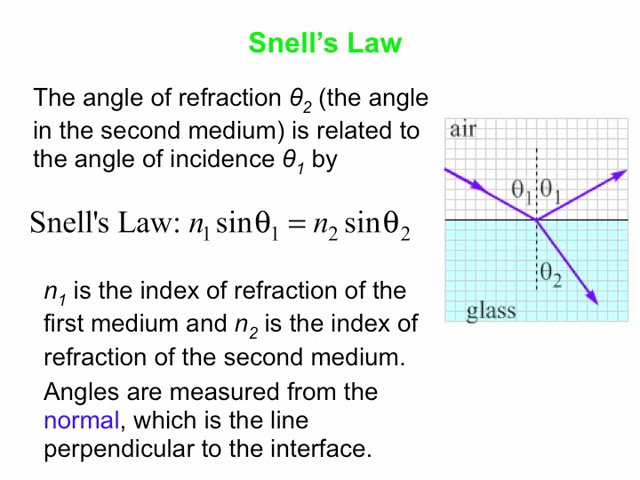 Snell’s Law
The angle of refraction θ2 (the angle
in the second medium) is related to
the angle of incidence θ1 by
Snell's Law: n1 sinθ1 = n2 sinθ2
n1 is the index of refraction of the
first medium and n2 is the index of
refraction of the second medium.
Angles are measured from the
normal, which is the line
perpendicular to the interface.
air
θ1 θ1
θ2
glass